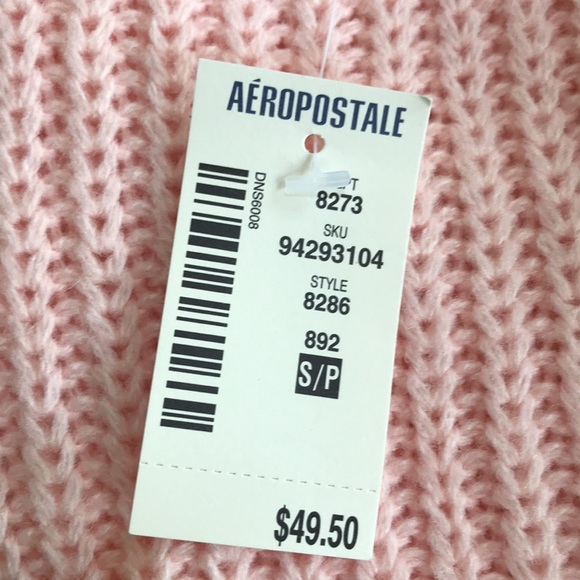 AÉROPOSTALE
8273
SKU
94293104
STYLE
8286
892
S/P
DNS6008
$49.50